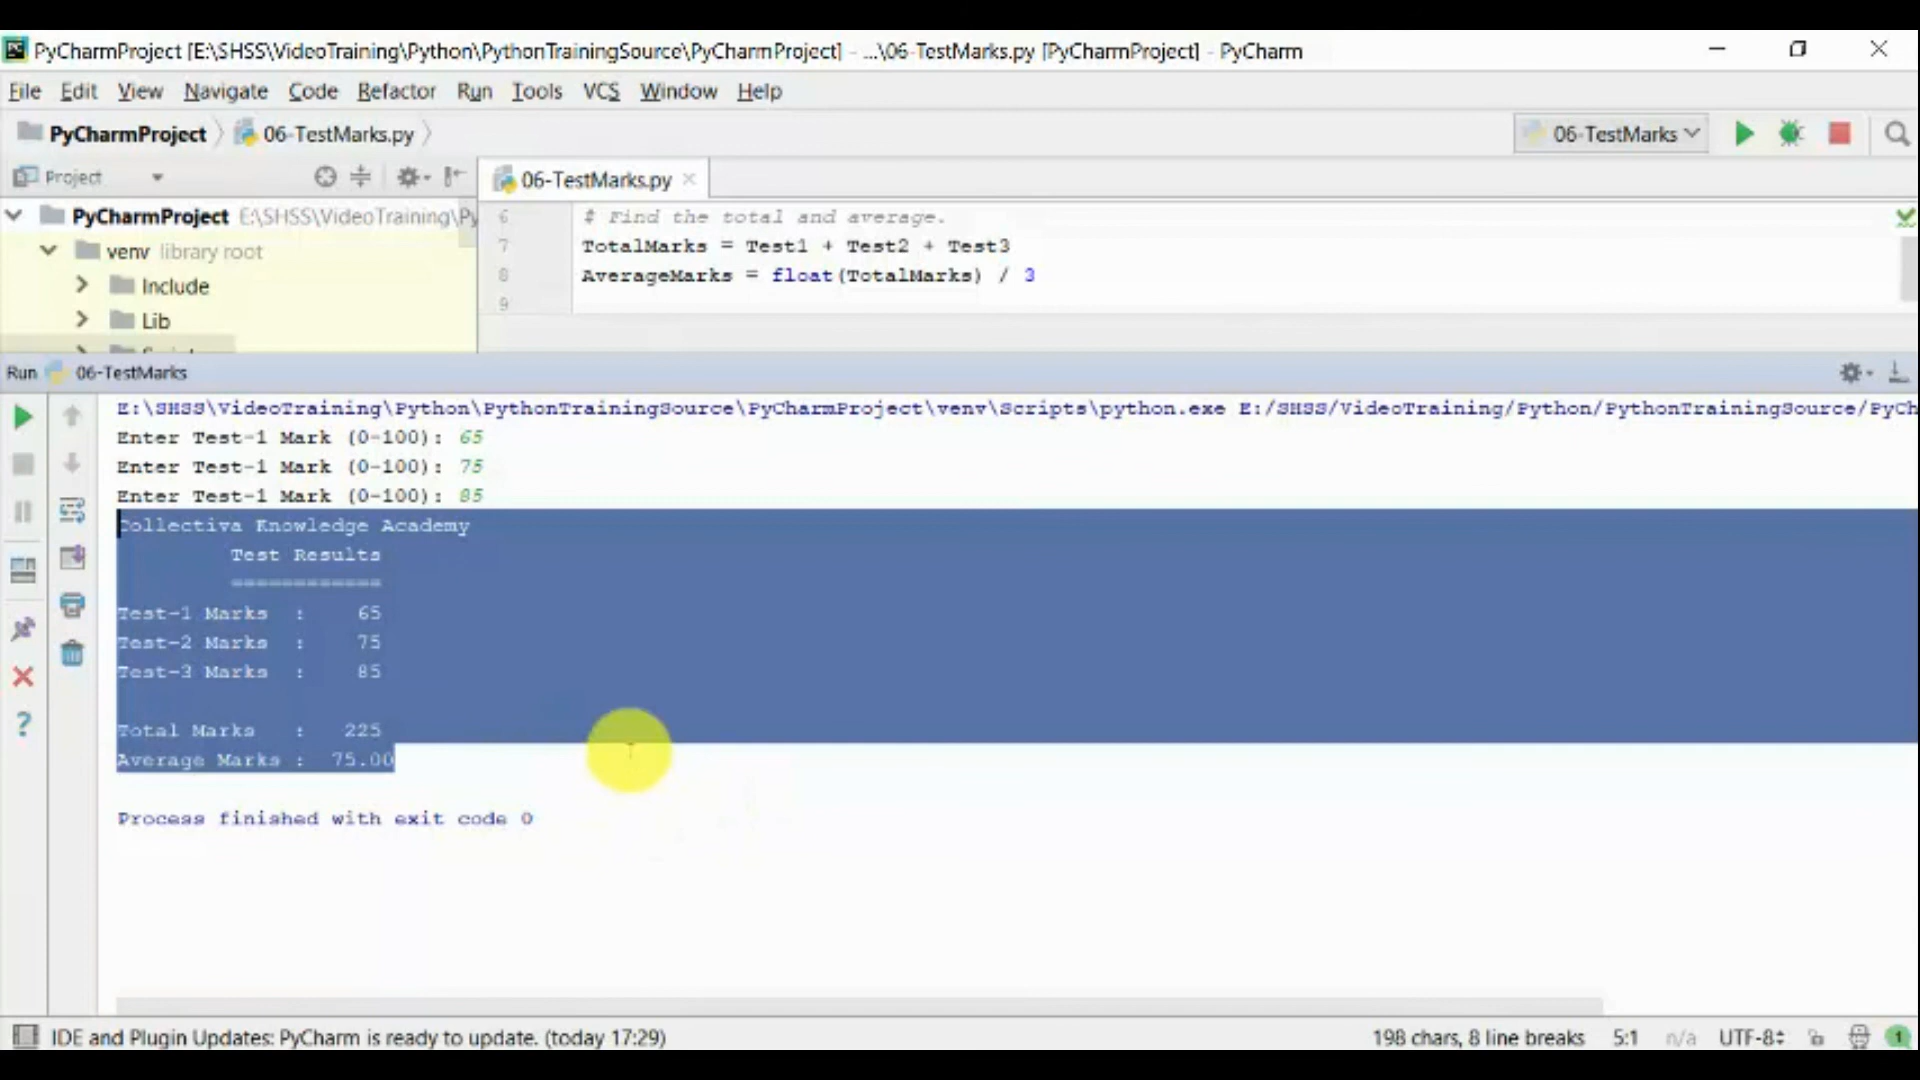 PyCharmProject [E:\SHSS\VideoTraining\Python\PythonTrainingSource\PyCharmProject] - ...\06-TestMarks.py [PyCharmProject] - PyCharm
File Edit View Navigate Code Refactor Run Tools VCS Window Help
PyCharmProject 06-TestMarks.py 06-TestMarks
Project 06-TestMarks.py
PyCharmProject E:\SHSS\VideoTraining\Py
venv library root
Include
Lib
6 # Find the total and average.
7 TotalMarks = Test1 + Test2 + Test3
8 AverageMarks = float(TotalMarks) / 3
9
Run 06-TestMarks
E:\SHSS\VideoTraining\Python\PythonTrainingSource\PyCharmProject\venv\Scripts\python.exe E:/SHSS/VideoTraining/Python/PythonTrainingSource/PyCh
Enter Test-1 Mark (0-100): 65
Enter Test-1 Mark (0-100): 75
Enter Test-1 Mark (0-100): 85
Collectiva Knowledge Academy
Test Results
============
Test-1 Marks : 65
Test-2 Marks : 75
Test-3 Marks : 85
Total Marks : 225
Average Marks : 75.00
Process finished with exit code 0
IDE and Plugin Updates: PyCharm is ready to update. (today 17:29) 198 chars, 8 line breaks 5:1 n/a UTF-8 1